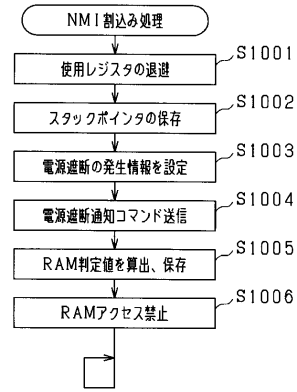 NMI割込み処理
使用レジスタの退避
S1001
スタックポインタの保存
S1002
電源遮断の発生情報を設定
S1003
電源遮断通知コマンド送信
S1004
RAM判定値を算出、保存
S1005
RAMアクセス禁止
S1006